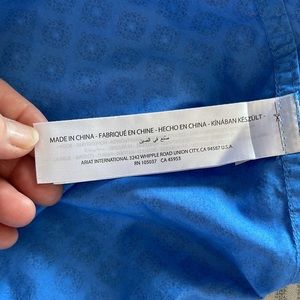 MADE IN CHINA - FABRIQUÉ EN CHINE - HECHO EN CHINA - KÍNÁBAN KÉSZÜLT -
صنع في الصين
ARIAT INTERNATIONAL 3242 WHIPPLE ROAD UNION CITY, CA 94587 U.S.A.
RN 105037 CA 45953